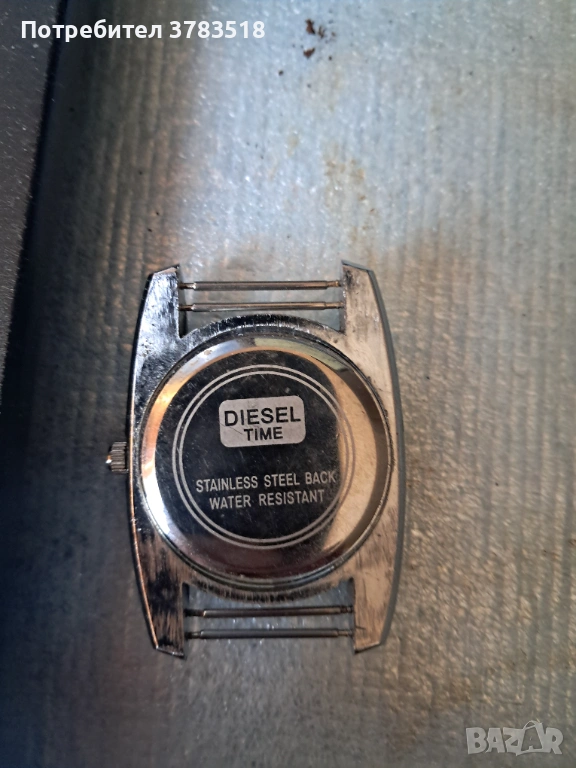 Потребител 3783518
DIESEL
TIME
STAINLESS STEEL BACK
WATER RESISTANT
BAZAR